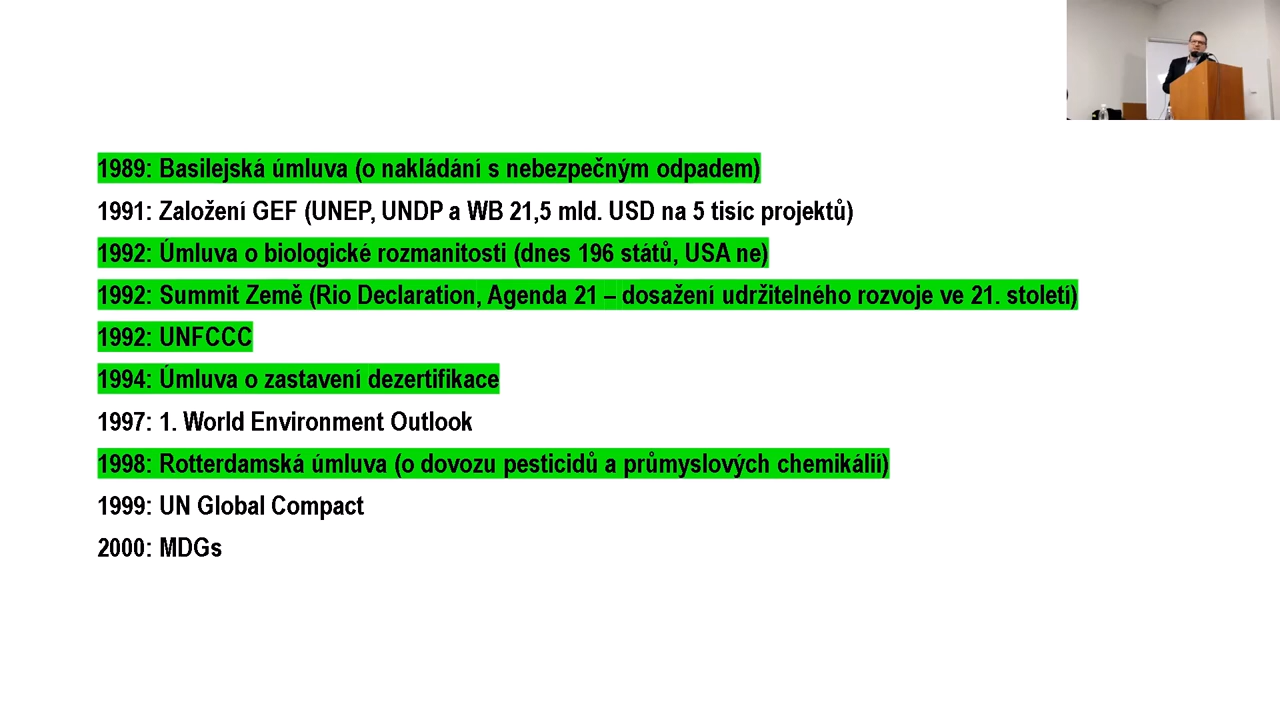 1989: Basilejská úmluva (o nakládání s nebezpečným odpadem)
1991: Založení GEF (UNEP, UNDP a WB 21,5 mld. USD na 5 tisíc projektů)
1992: Úmluva o biologické rozmanitosti (dnes 196 států, USA ne)
1992: Summit Země (Rio Declaration, Agenda 21 – dosažení udržitelného rozvoje ve 21. století)
1992: UNFCCC
1994: Úmluva o zastavení dezertifikace
1997: 1. World Environment Outlook
1998: Rotterdamská úmluva (o dovozu pesticidů a průmyslových chemikálií)
1999: UN Global Compact
2000: MDGs